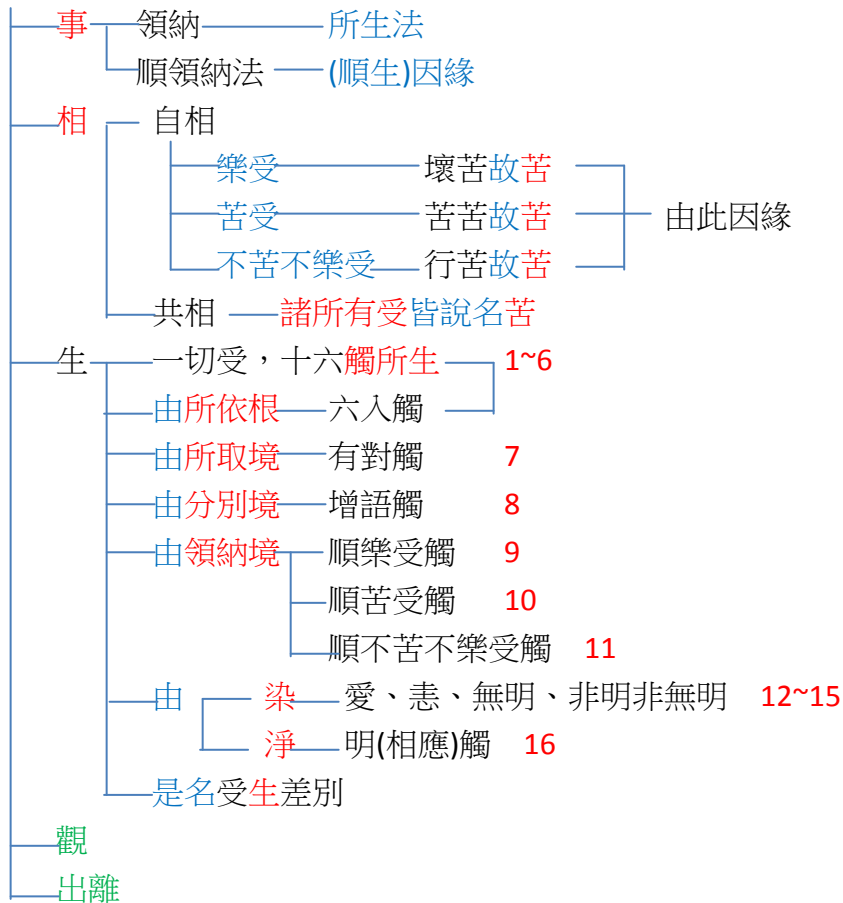 事 領納 所生法
順領納法 (順生)因緣
相 自相
樂受 壞苦故苦
苦受 苦苦故苦 由此因緣
不苦不樂受 行苦故苦
共相 諸所有受皆說名苦
生 一切受，十六觸所生 1~6
由所依根 六入觸
由所取境 有對觸 7
由分別境 增語觸 8
由領納境 順樂受觸 9
順苦受觸 10
順不苦不樂受觸 11
由 染 愛、恚、無明、非明非無明 12~15
淨 明(相應)觸 16
是名受生差別
觀
出離